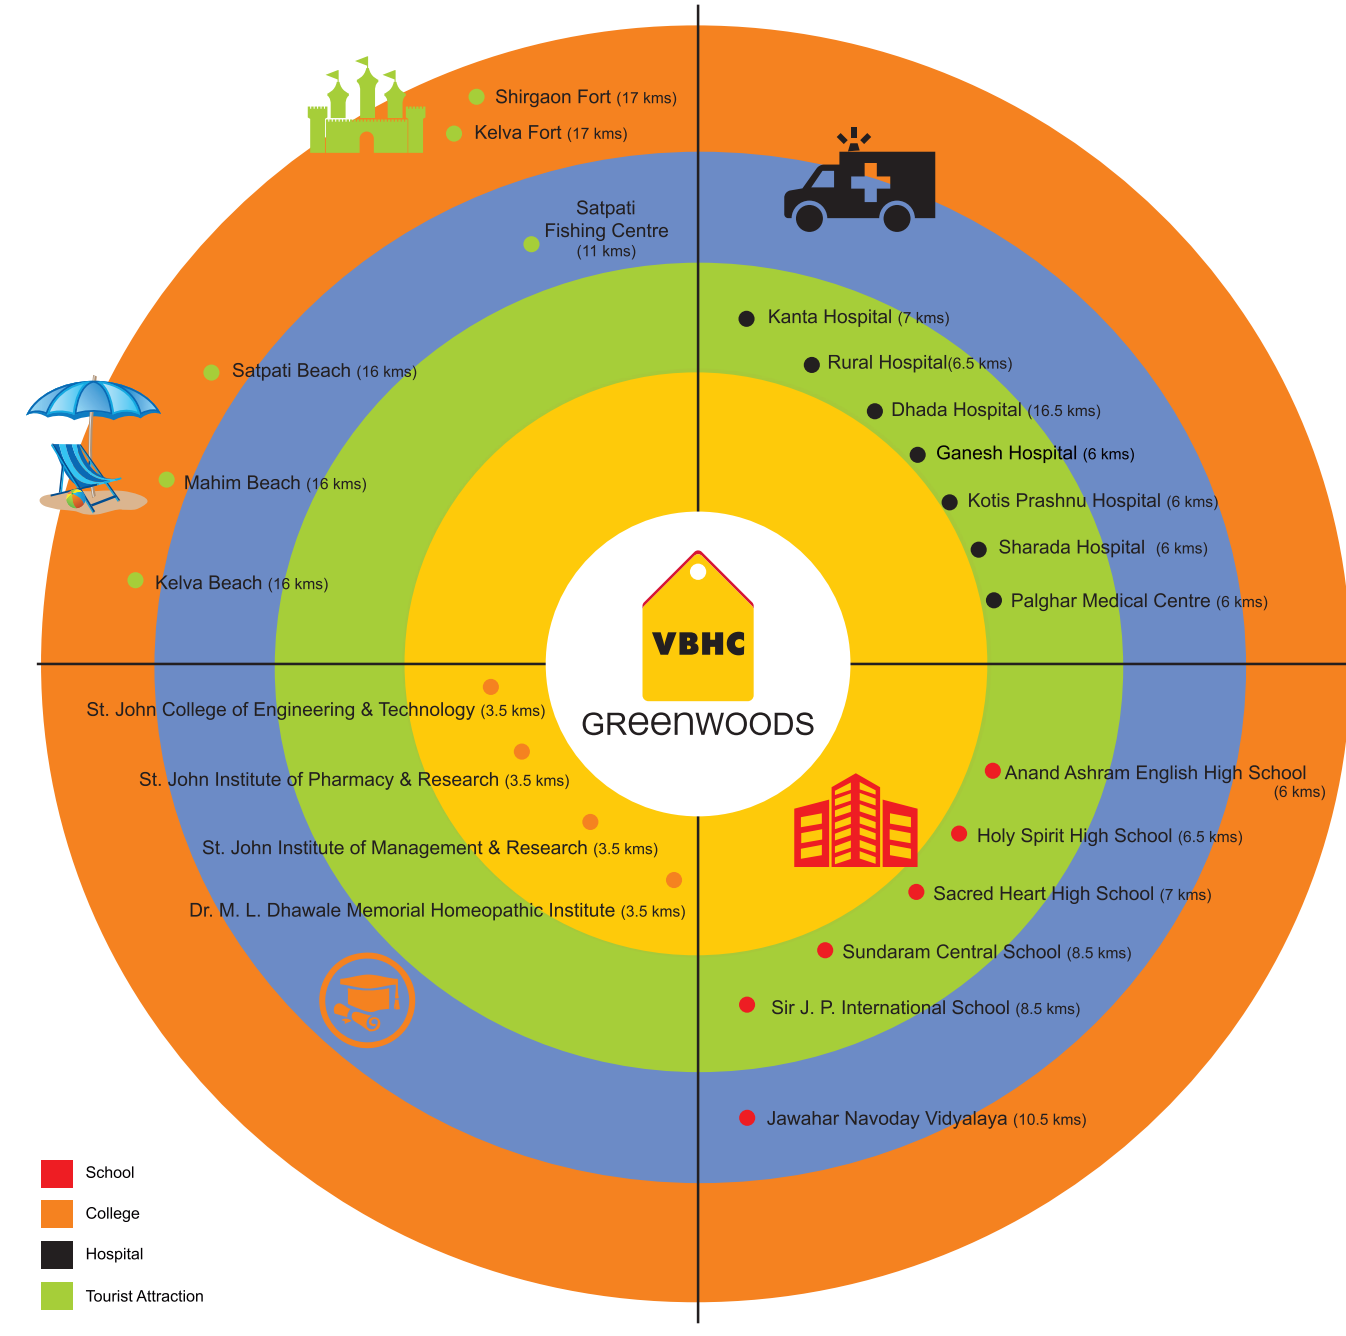 Shirgaon Fort (17 kms)
Kelva Fort (17 kms)
Satpati
Fishing Centre
(11 kms)
Satpati Beach (16 kms)
Mahim Beach (16 kms)
Kelva Beach (16 kms)
Kanta Hospital (7 kms)
Rural Hospital(6.5 kms)
Dhada Hospital (16.5 kms)
Ganesh Hospital (6 kms)
Kotis Prashnu Hospital (6 kms)
Sharada Hospital (6 kms)
Palghar Medical Centre (6 kms)
VBHC
GReenWOODS
St. John College of Engineering & Technology (3.5 kms)
St. John Institute of Pharmacy & Research (3.5 kms)
St. John Institute of Management & Research (3.5 kms)
Dr. M. L. Dhawale Memorial Homeopathic Institute (3.5 kms)
Anand Ashram English High School
(6 kms)
Holy Spirit High School (6.5 kms)
Sacred Heart High School (7 kms)
Sundaram Central School (8.5 kms)
Sir J. P. International School (8.5 kms)
Jawahar Navoday Vidyalaya (10.5 kms)
School
College
Hospital
Tourist Attraction